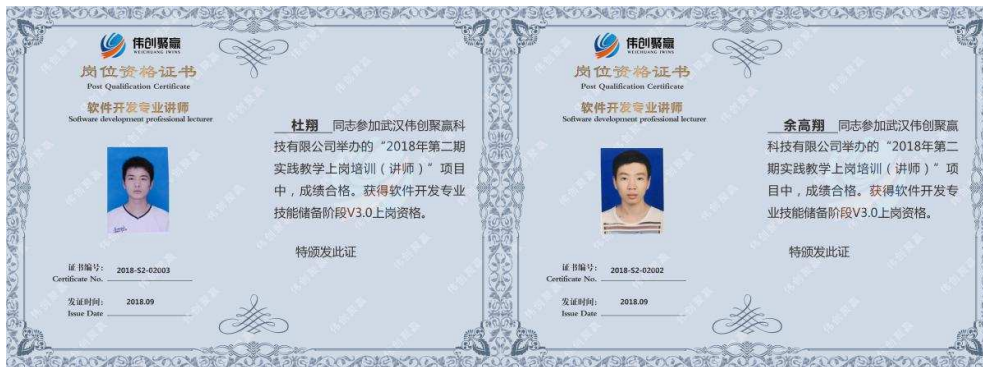 伟创聚赢
WEICHUANG JWINS
岗位资格证书
Post Qualification Certificate
软件开发专业讲师
Software development professional lecturer
证书编号: 2018-S2-02003
Certificate No.
发证时间: 2018.09
Issue Date
杜翔 同志参加武汉伟创聚赢科
技有限公司举办的“2018年第二期
实践教学上岗培训(讲师)”项目
中,成绩合格。获得软件开发专业
技能储备阶段V3.0上岗资格。
特颁发此证
伟创聚赢
WEICHUANG JWINS
岗位资格证书
Post Qualification Certificate
软件开发专业讲师
Software development professional lecturer
证书编号: 2018-S2-02002
Certificate No.
发证时间: 2018.09
Issue Date
余高翔 同志参加武汉伟创聚赢
科技有限公司举办的“2018年第二
期实践教学上岗培训(讲师)”项
目中,成绩合格。获得软件开发专
业技能储备阶段V3.0上岗资格。
特颁发此证